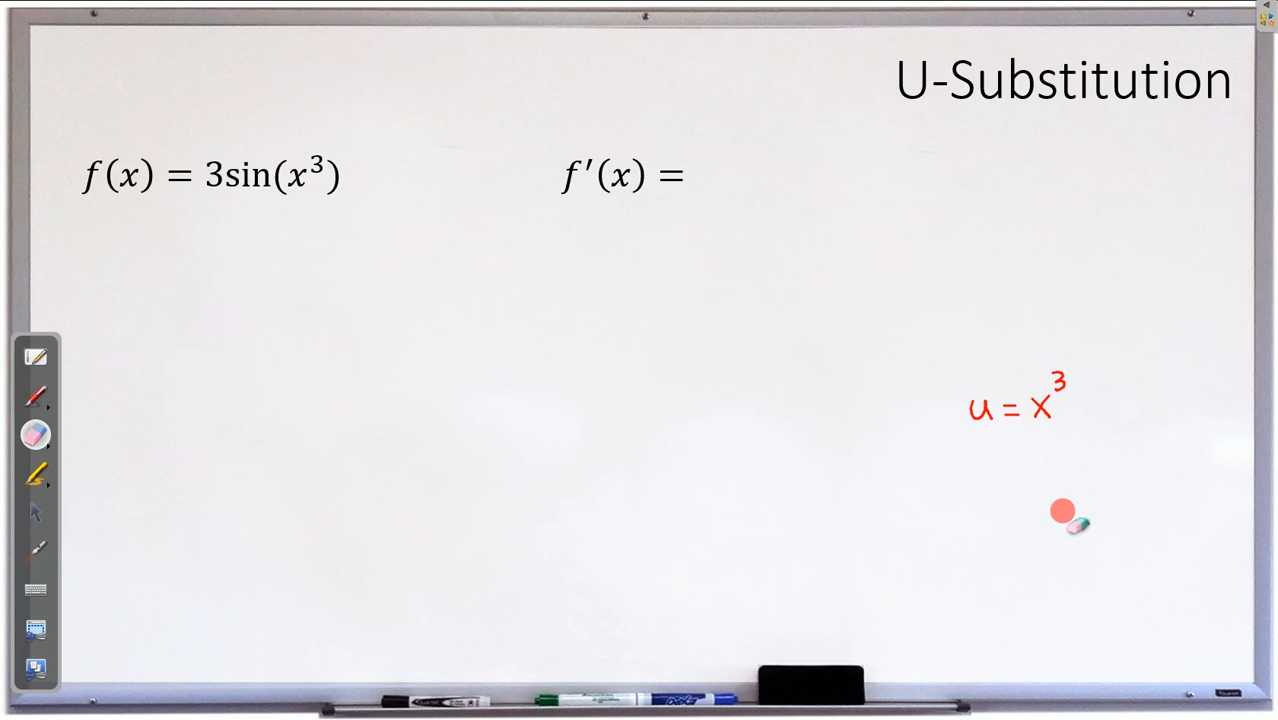 U-Substitution
f(x) = 3sin(x³)
f′(x) =
u = x³